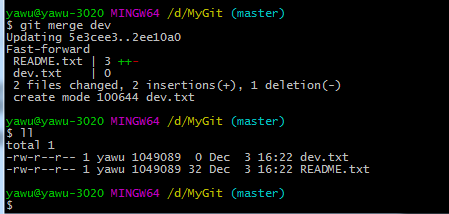 yawu@yawu-3020 MINGW64 /d/MyGit (master)
$ git merge dev
Updating 5e3cee3..2ee10a0
Fast-forward
 README.txt | 3 ++-
 dev.txt    | 0
 2 files changed, 2 insertions(+), 1 deletion(-)
 create mode 100644 dev.txt
yawu@yawu-3020 MINGW64 /d/MyGit (master)
$ ll
total 1
-rw-r--r-- 1 yawu 1049089  0 Dec  3 16:22 dev.txt
-rw-r--r-- 1 yawu 1049089 32 Dec  3 16:22 README.txt
yawu@yawu-3020 MINGW64 /d/MyGit (master)
$